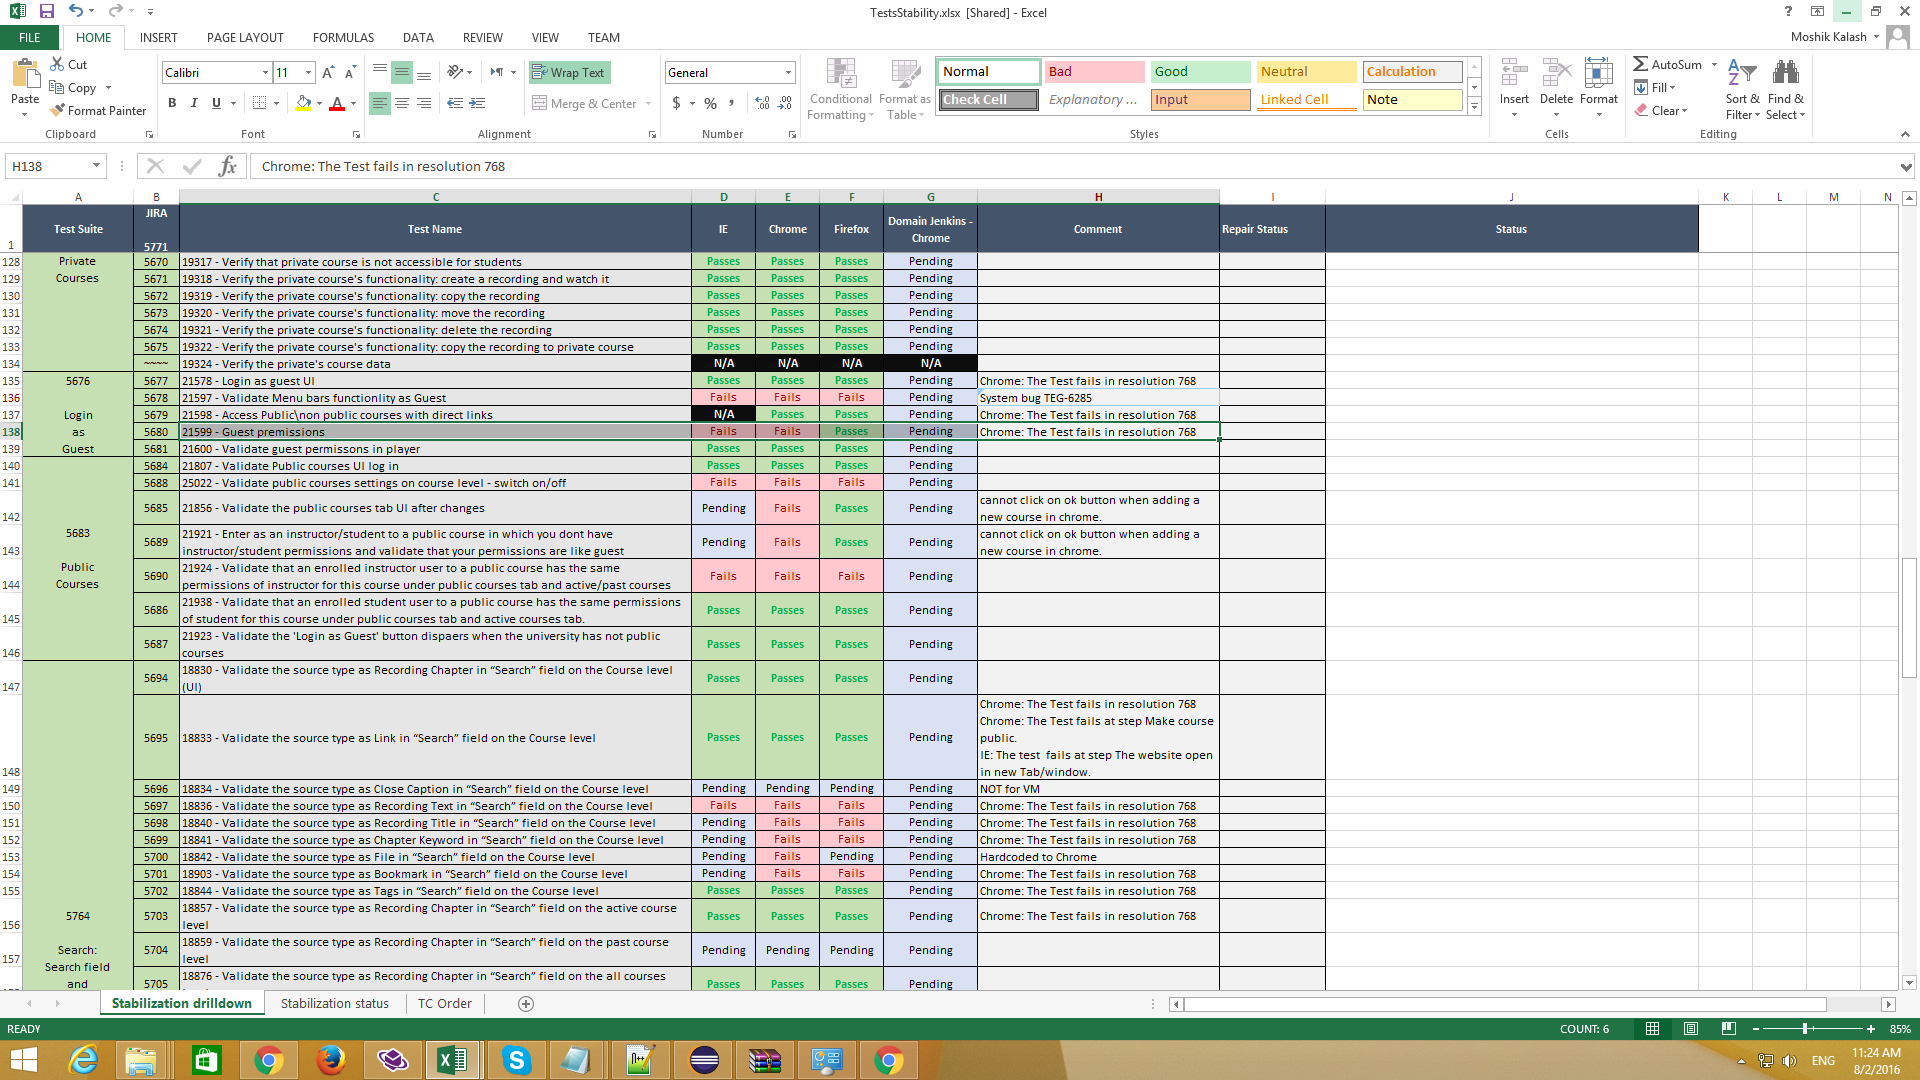 TestsStability.xlsx [Shared] - Excel
FILE HOME INSERT PAGE LAYOUT FORMULAS DATA REVIEW VIEW TEAM
Moshik Kalash
Paste
Cut
Copy
Format Painter
Clipboard
Calibri 11
B I U
Font
Wrap Text
Merge & Center
Alignment
General
$ % ,
Number
Conditional Formatting
Format as Table
Normal Bad Good Neutral Calculation
Check Cell Explanatory ... Input Linked Cell Note
Styles
Insert Delete Format
Cells
AutoSum
Fill
Clear
Sort & Filter
Find & Select
Editing
H138 fx Chrome: The Test fails in resolution 768
A B C D E F G H I J K L M N
1 Test Suite JIRA 5771 Test Name IE Chrome Firefox Domain Jenkins - Chrome Comment Repair Status Status
128 Private 5670 19317 - Verify that private course is not accessible for students Passes Passes Passes Pending
129 Courses 5671 19318 - Verify the private course's functionality: create a recording and watch it Passes Passes Passes Pending
130 5672 19319 - Verify the private course's functionality: copy the recording Passes Passes Passes Pending
131 5673 19320 - Verify the private course's functionality: move the recording Passes Passes Passes Pending
132 5674 19321 - Verify the private course's functionality: delete the recording Passes Passes Passes Pending
133 5675 19322 - Verify the private course's functionality: copy the recording to private course Passes Passes Passes Pending
134 ~~~~ 19324 - Verify the private's course data N/A N/A N/A N/A
135 5676 5677 21578 - Login as guest UI Passes Passes Passes Pending Chrome: The Test fails in resolution 768
136 5678 21597 - Validate Menu bars functionlity as Guest Fails Fails Fails Pending System bug TEG-6285
137 Login 5679 21598 - Access Public\non public courses with direct links N/A Passes Passes Pending Chrome: The Test fails in resolution 768
138 as 5680 21599 - Guest premissions Fails Fails Passes Pending Chrome: The Test fails in resolution 768
139 Guest 5681 21600 - Validate guest permissons in player Passes Passes Passes Pending
140 5684 21807 - Validate Public courses UI log in Passes Passes Passes Pending
141 5688 25022 - Validate public courses settings on course level - switch on/off Fails Fails Fails Pending
142 5685 21856 - Validate the public courses tab UI after changes Pending Fails Passes Pending cannot click on ok button when adding a
new course in chrome.
5683
143 5689 21921 - Enter as an instructor/student to a public course in which you dont have
instructor/student permissions and validate that your permissions are like guest Pending Fails Passes Pending cannot click on ok button when adding a
new course in chrome.
Public
Courses
144 5690 21924 - Validate that an enrolled instructor user to a public course has the same
permissions of instructor for this course under public courses tab and active/past courses Fails Fails Fails Pending
145 5686 21938 - Validate that an enrolled student user to a public course has the same permissions
of student for this course under public courses tab and active courses tab. Passes Passes Passes Pending
146 5687 21923 - Validate the 'Login as Guest' button dispaers when the university has not public
courses Passes Passes Passes Pending
147 5694 18830 - Validate the source type as Recording Chapter in “Search” field on the Course level
(UI) Passes Passes Passes Pending
148 5695 18833 - Validate the source type as Link in “Search” field on the Course level Passes Passes Passes Pending Chrome: The Test fails in resolution 768
Chrome: The Test fails at step Make course
public.
IE: The test fails at step The website open
in new Tab/window.
149 5696 18834 - Validate the source type as Close Caption in “Search” field on the Course level Pending Pending Pending Pending NOT for VM
150 5697 18836 - Validate the source type as Recording Text in “Search” field on the Course level Fails Fails Fails Pending Chrome: The Test fails in resolution 768
151 5698 18840 - Validate the source type as Recording Title in “Search” field on the Course level Pending Fails Fails Pending Chrome: The Test fails in resolution 768
152 5699 18841 - Validate the source type as Chapter Keyword in “Search” field on the Course level Pending Fails Fails Pending Chrome: The Test fails in resolution 768
153 5700 18842 - Validate the source type as File in “Search” field on the Course level Pending Fails Pending Pending Hardcoded to Chrome
154 5701 18903 - Validate the source type as Bookmark in “Search” field on the Course level Pending Fails Fails Pending Chrome: The Test fails in resolution 768
155 5702 18844 - Validate the source type as Tags in “Search” field on the Course level Passes Passes Passes Pending Chrome: The Test fails in resolution 768
156 5764 5703 18857 - Validate the source type as Recording Chapter in “Search” field on the active course
level Passes Passes Passes Pending Chrome: The Test fails in resolution 768
157 Search: 5704 18859 - Validate the source type as Recording Chapter in “Search” field on the past course
level Pending Pending Pending Pending
Search field
and 5705 18876 - Validate the source type as Recording Chapter in “Search” field on the all courses
Passes Passes Passes Pending
Stabilization drilldown Stabilization status TC Order
READY COUNT: 6 85%
ENG 11:24 AM
8/2/2016